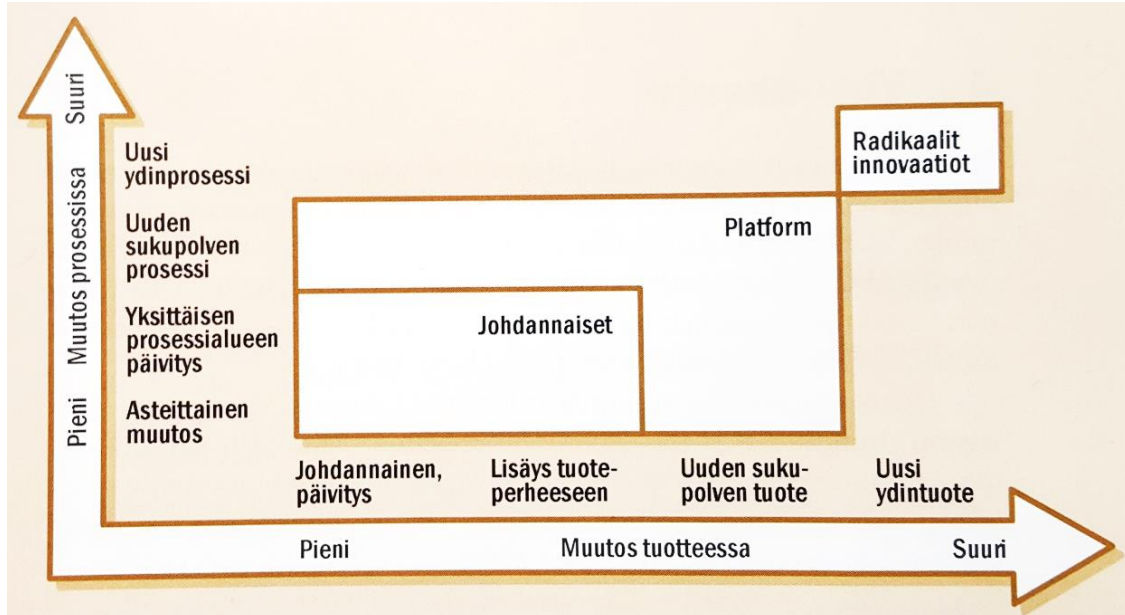 Suuri
Muutos prosessissa
Pieni
Uusi
ydinprosessi
Uuden
sukupolven
prosessi
Yksittäisen
prosessialueen
päivitys
Asteittainen
muutos
Radikaalit
innovaatiot
Platform
Johdannaiset
Johdannainen,
päivitys
Lisäys tuote-
perheeseen
Uuden suku-
polven tuote
Uusi
ydintuote
Pieni
Muutos tuotteessa
Suuri